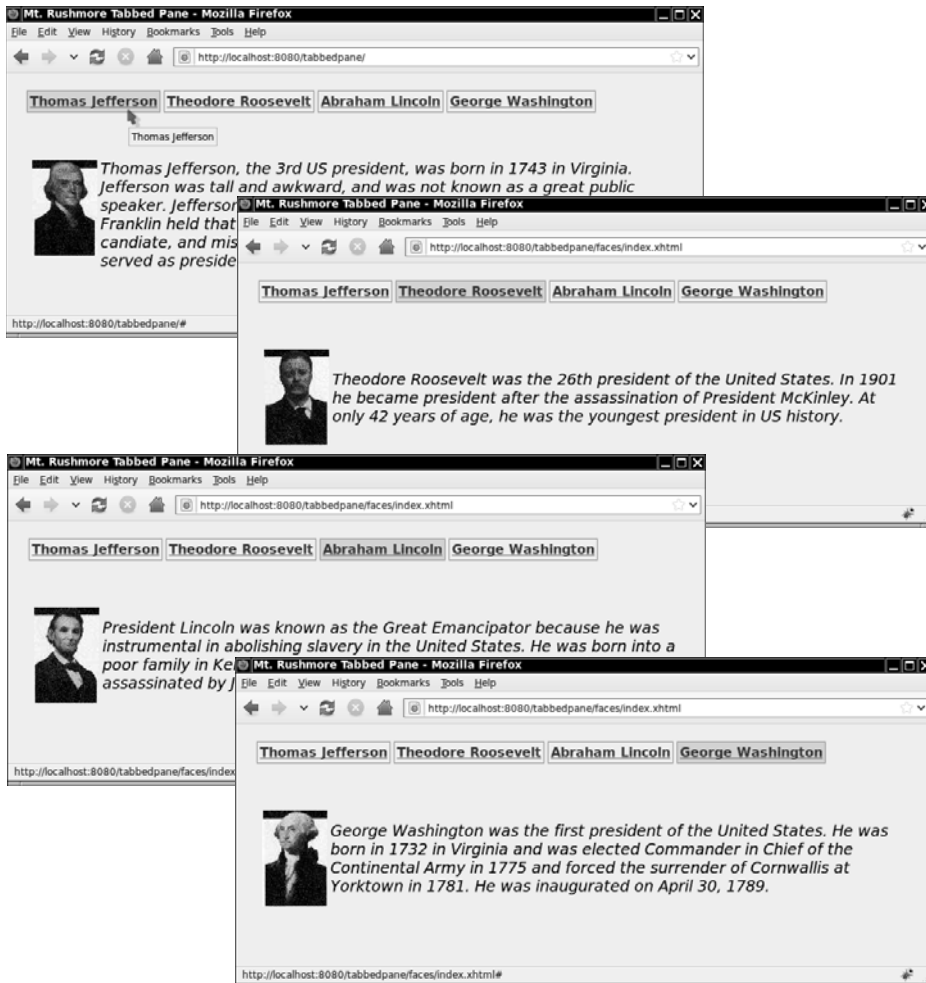 Mt. Rushmore Tabbed Pane - Mozilla Firefox
File Edit View History Bookmarks Tools Help
http://localhost:8080/tabbedpane/
Thomas Jefferson Theodore Roosevelt Abraham Lincoln George Washington
Thomas Jefferson
Thomas Jefferson, the 3rd US president, was born in 1743 in Virginia.
Jefferson was tall and awkward, and was not known as a great public
speaker. Jefferson
Franklin held that
candiate, and mis
served as preside
http://localhost:8080/tabbedpane/#
Mt. Rushmore Tabbed Pane - Mozilla Firefox
File Edit View History Bookmarks Tools Help
http://localhost:8080/tabbedpane/faces/index.xhtml
Thomas Jefferson Theodore Roosevelt Abraham Lincoln George Washington
Theodore Roosevelt was the 26th president of the United States. In 1901
he became president after the assassination of President McKinley. At
only 42 years of age, he was the youngest president in US history.
Mt. Rushmore Tabbed Pane - Mozilla Firefox
File Edit View History Bookmarks Tools Help
http://localhost:8080/tabbedpane/faces/index.xhtml
Thomas Jefferson Theodore Roosevelt Abraham Lincoln George Washington
President Lincoln was known as the Great Emancipator because he was
instrumental in abolishing slavery in the United States. He was born into a
poor family in Ke
assassinated by J
http://localhost:8080/tabbedpane/faces/index
Mt. Rushmore Tabbed Pane - Mozilla Firefox
File Edit View History Bookmarks Tools Help
http://localhost:8080/tabbedpane/faces/index.xhtml
Thomas Jefferson Theodore Roosevelt Abraham Lincoln George Washington
George Washington was the first president of the United States. He was
born in 1732 in Virginia and was elected Commander in Chief of the
Continental Army in 1775 and forced the surrender of Cornwallis at
Yorktown in 1781. He was inaugurated on April 30, 1789.
http://localhost:8080/tabbedpane/faces/index.xhtml#